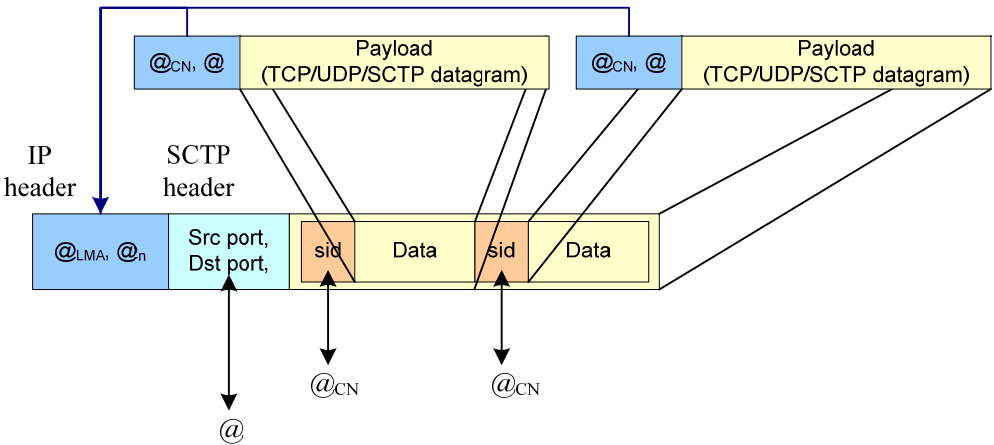 @CN, @
Payload
(TCP/UDP/SCTP datagram)
@CN, @
Payload
(TCP/UDP/SCTP datagram)
IP
header
SCTP
header
@LMA, @n
Src port,
Dst port,
sid
Data
sid
Data
@CN
@CN
@